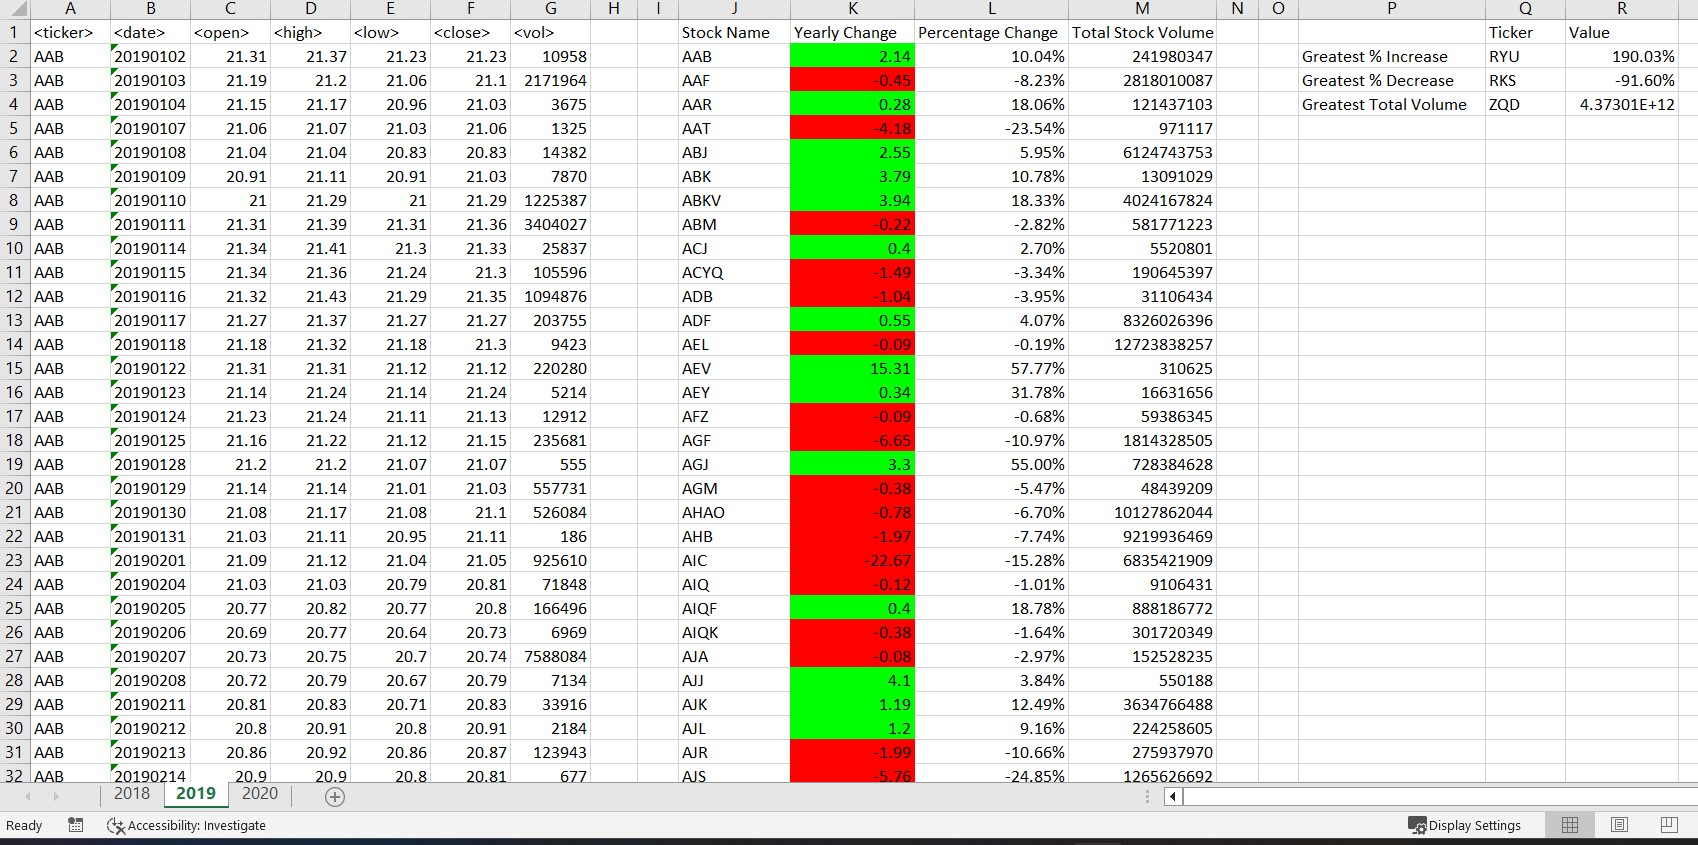 A B C D E F G H I J K L M N O P Q R
1 <ticker> <date> <open> <high> <low> <close> <vol> Stock Name Yearly Change Percentage Change Total Stock Volume Ticker Value
2 AAB 20190102 21.31 21.37 21.23 21.23 10958 AAB 2.14 10.04% 241980347 Greatest % Increase RYU 190.03%
3 AAB 20190103 21.19 21.2 21.06 21.1 2171964 AAF -0.45 -8.23% 2818010087 Greatest % Decrease RKS -91.60%
4 AAB 20190104 21.15 21.17 20.96 21.03 3675 AAR 0.28 18.06% 121437103 Greatest Total Volume ZQD 4.37301E+12
5 AAB 20190107 21.06 21.07 21.03 21.06 1325 AAT -4.18 -23.54% 971117
6 AAB 20190108 21.04 21.04 20.83 20.83 14382 ABJ 2.55 5.95% 6124743753
7 AAB 20190109 20.91 21.11 20.91 21.03 7870 ABK 3.79 10.78% 13091029
8 AAB 20190110 21 21.29 21 21.29 1225387 ABKV 3.94 18.33% 4024167824
9 AAB 20190111 21.31 21.39 21.31 21.36 3404027 ABM -0.22 -2.82% 581771223
10 AAB 20190114 21.34 21.41 21.3 21.33 25837 ACJ 0.4 2.70% 5520801
11 AAB 20190115 21.34 21.36 21.24 21.3 105596 ACYQ -1.49 -3.34% 190645397
12 AAB 20190116 21.32 21.43 21.29 21.35 1094876 ADB -1.04 -3.95% 31106434
13 AAB 20190117 21.27 21.37 21.27 21.27 203755 ADF 0.55 4.07% 8326026396
14 AAB 20190118 21.18 21.32 21.18 21.3 9423 AEL -0.09 -0.19% 12723838257
15 AAB 20190122 21.31 21.31 21.12 21.12 220280 AEV 15.31 57.77% 310625
16 AAB 20190123 21.14 21.24 21.14 21.24 5214 AEY 0.34 31.78% 16631656
17 AAB 20190124 21.23 21.24 21.11 21.13 12912 AFZ -0.09 -0.68% 59386345
18 AAB 20190125 21.16 21.22 21.12 21.15 235681 AGF -6.65 -10.97% 1814328505
19 AAB 20190128 21.2 21.2 21.07 21.07 555 AGJ 3.3 55.00% 728384628
20 AAB 20190129 21.14 21.14 21.01 21.03 557731 AGM -0.38 -5.47% 48439209
21 AAB 20190130 21.08 21.17 21.08 21.1 526084 AHAO -0.78 -6.70% 10127862044
22 AAB 20190131 21.03 21.11 20.95 21.11 186 AHB -1.97 -7.74% 9219936469
23 AAB 20190201 21.09 21.12 21.04 21.05 925610 AIC -22.67 -15.28% 6835421909
24 AAB 20190204 21.03 21.03 20.79 20.81 71848 AIQ -0.12 -1.01% 9106431
25 AAB 20190205 20.77 20.82 20.77 20.8 166496 AIQF 0.4 18.78% 888186772
26 AAB 20190206 20.69 20.77 20.64 20.73 6969 AIQK -0.38 -1.64% 301720349
27 AAB 20190207 20.73 20.75 20.7 20.74 7588084 AJA -0.08 -2.97% 152528235
28 AAB 20190208 20.72 20.79 20.67 20.79 7134 AJJ 4.1 3.84% 550188
29 AAB 20190211 20.81 20.83 20.71 20.83 33916 AJK 1.19 12.49% 3634766488
30 AAB 20190212 20.8 20.91 20.8 20.91 2184 AJL 1.2 9.16% 224258605
31 AAB 20190213 20.86 20.92 20.86 20.87 123943 AJR -1.99 -10.66% 275937970
32 AAB 20190214 20.9 20.9 20.8 20.81 677 AJS -5.76 -24.85% 1265626692
2018 2019 2020
Ready Accessibility: Investigate Display Settings